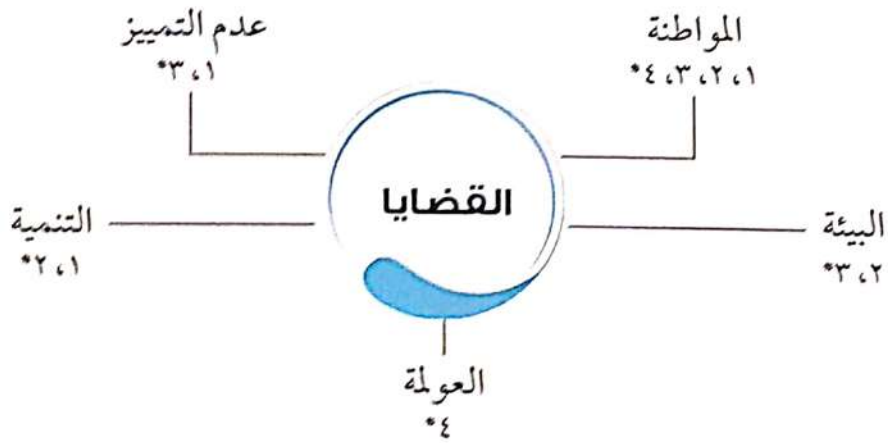 المواطنة
١، ٢، ٣، ٤*
عدم التمييز
١، ٣*
القضايا
البيئة
٢، ٣*
التنمية
١، ٢*
العولمة
٤*